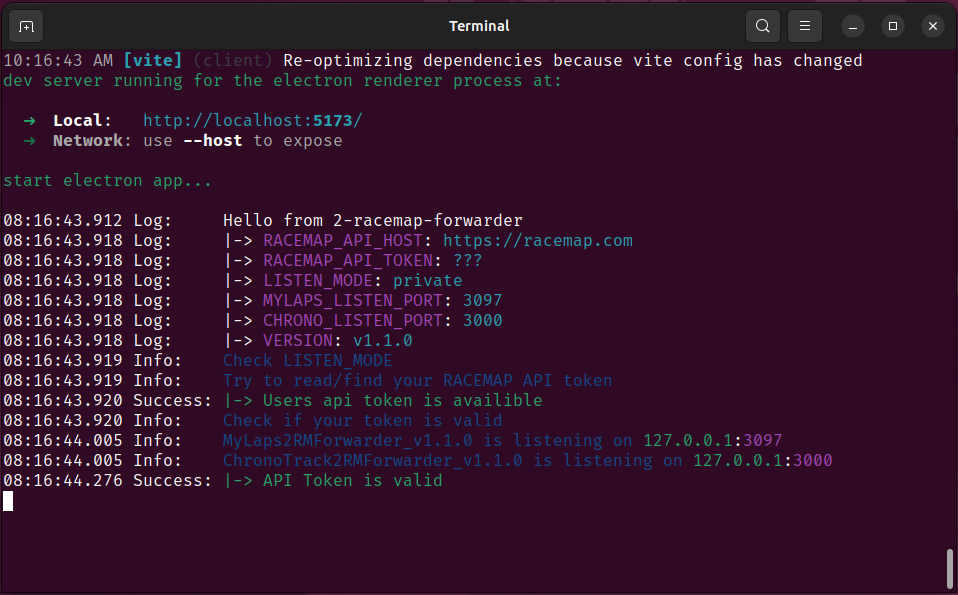 Terminal
10:16:43 AM [vite] (client) Re-optimizing dependencies because vite config has changed
dev server running for the electron renderer process at:
➜  Local:   http://localhost:5173/
➜  Network: use --host to expose
start electron app...
08:16:43.912 Log:     Hello from 2-racemap-forwarder
08:16:43.918 Log:     |-> RACEMAP_API_HOST: https://racemap.com
08:16:43.918 Log:     |-> RACEMAP_API_TOKEN: ???
08:16:43.918 Log:     |-> LISTEN_MODE: private
08:16:43.918 Log:     |-> MYLAPS_LISTEN_PORT: 3097
08:16:43.918 Log:     |-> CHRONO_LISTEN_PORT: 3000
08:16:43.918 Log:     |-> VERSION: v1.1.0
08:16:43.919 Info:    Check LISTEN_MODE
08:16:43.919 Info:    Try to read/find your RACEMAP API token
08:16:43.920 Success: |-> Users api token is availible
08:16:43.920 Info:    Check if your token is valid
08:16:44.005 Info:    MyLaps2RMForwarder_v1.1.0 is listening on 127.0.0.1:3097
08:16:44.005 Info:    ChronoTrack2RMForwarder_v1.1.0 is listening on 127.0.0.1:3000
08:16:44.276 Success: |-> API Token is valid